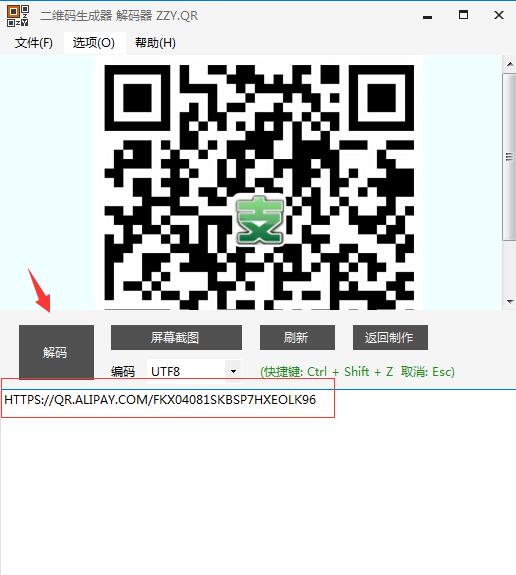 二维码生成器 解码器 ZZY.QR
文件(F) 选项(O) 帮助(H)
支
解码 屏幕截图 刷新 返回制作
编码 UTF8 (快捷键: Ctrl + Shift + Z 取消: Esc)
HTTPS://QR.ALIPAY.COM/FKX04081SKBSP7HXEOLK96